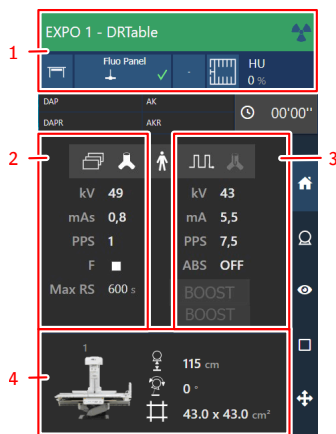 EXPO 1 - DRTable
1
Fluo Panel
-
HU
0 %
DAP
AK
00'00"
DAPR
AKR
2
3
kV 49
kV 43
mAs 0,8
mA 5,5
PPS 1
PPS 7,5
F
ABS OFF
Max RS 600 s
BOOST
BOOST
1
115 cm
4
0 °
43.0 x 43.0 cm²